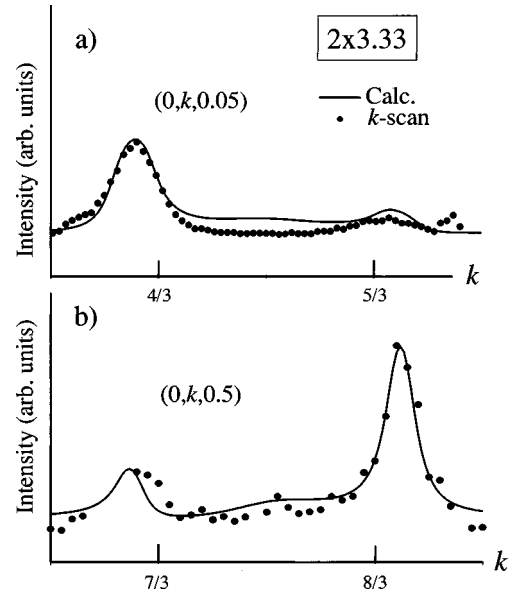 a)
2x3.33
(0,k,0.05)
Calc.
k-scan
Intensity (arb. units)
4/3
5/3
k
b)
(0,k,0.5)
Intensity (arb. units)
7/3
8/3
k